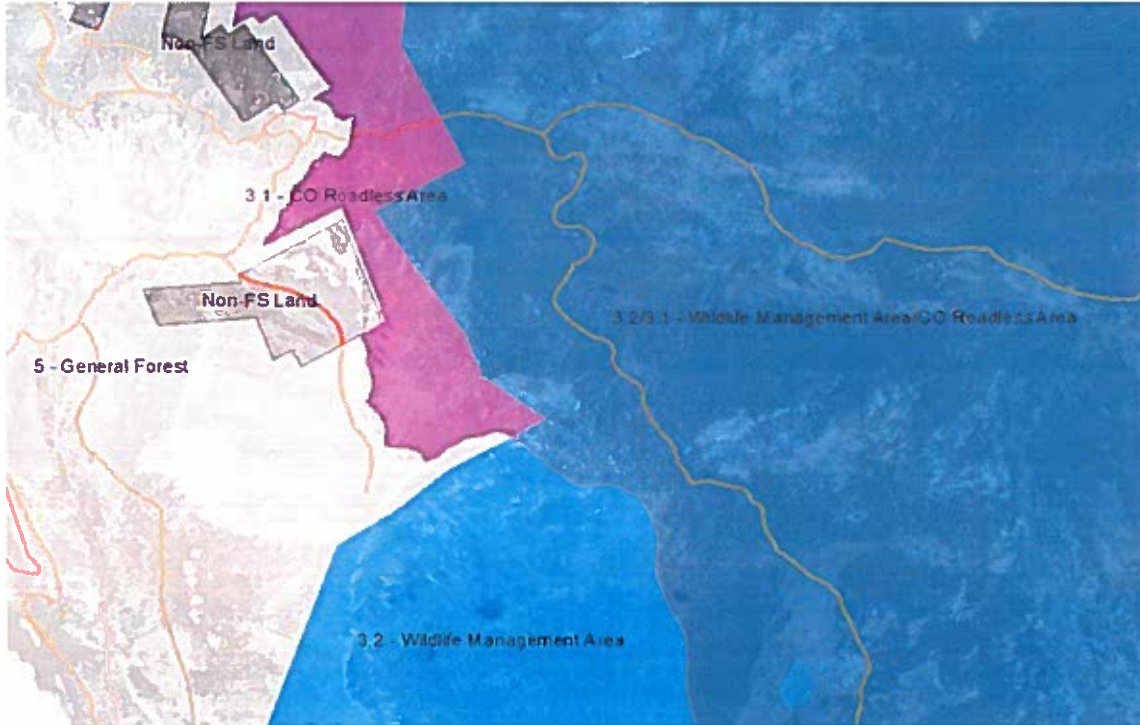 Non-FS Land
3.1 - CO Roadless Area
Non-FS Land
3.2/3.1 - Wildlife Management Area/CO Roadless Area
5 - General Forest
3.2 - Wildlife Management Area